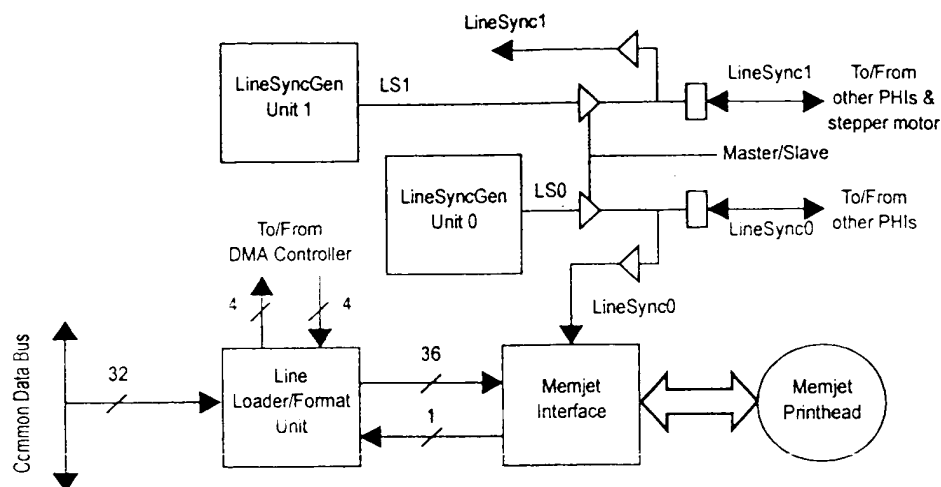 LineSync1
LineSyncGen
Unit 1
LS1
LineSync1
To/From
other PHIs &
stepper motor
Master/Slave
LineSyncGen
Unit 0
LS0
LineSync0
To/From
other PHIs
To/From
DMA Controller
4
4
LineSync0
Common Data Bus
32
Line
Loader/Format
Unit
36
1
Memjet
Interface
Memjet
Printhead